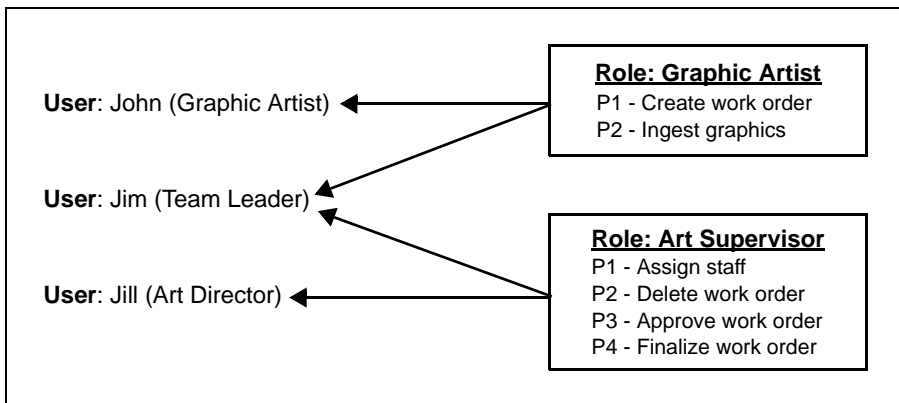 User: John (Graphic Artist)
User: Jim (Team Leader)
User: Jill (Art Director)
Role: Graphic Artist
P1 - Create work order
P2 - Ingest graphics
Role: Art Supervisor
P1 - Assign staff
P2 - Delete work order
P3 - Approve work order
P4 - Finalize work order